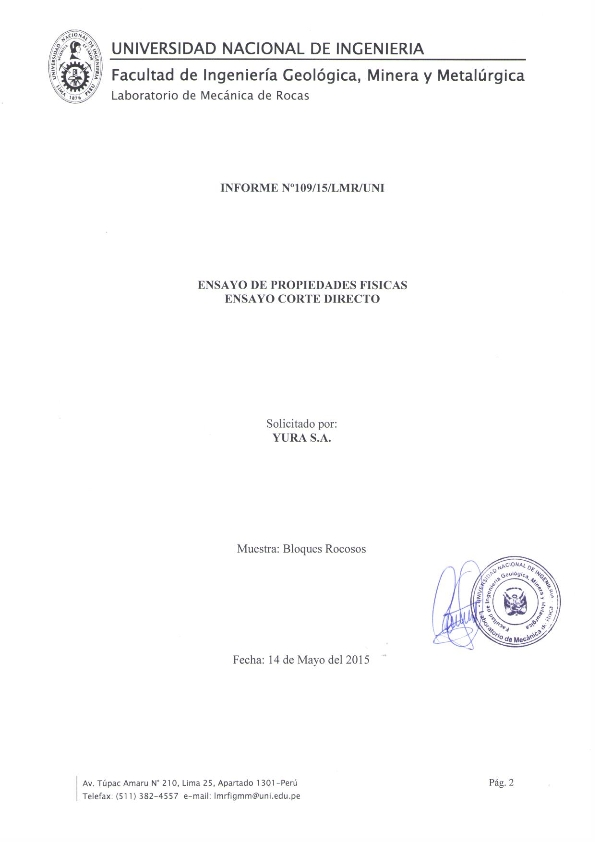 UNIVERSIDAD NACIONAL DE INGENIERIA
Facultad de Ingeniería Geológica, Minera y Metalúrgica
Laboratorio de Mecánica de Rocas
INFORME Nº109/15/LMR/UNI
ENSAYO DE PROPIEDADES FISICAS
ENSAYO CORTE DIRECTO
Solicitado por:
YURA S.A.
Muestra: Bloques Rocosos
UNIVERSIDAD NACIONAL DE INGENIERIA
Facultad de Ingeniería Geológica, Minera y Metalúrgica
Laboratorio de Mecánica de
Fecha: 14 de Mayo del 2015
Av. Túpac Amaru N° 210, Lima 25, Apartado 1301-Perú
Pág. 2
Telefax. (511) 382-4557 e-mail: lmrfigmm@uni.edu.pe